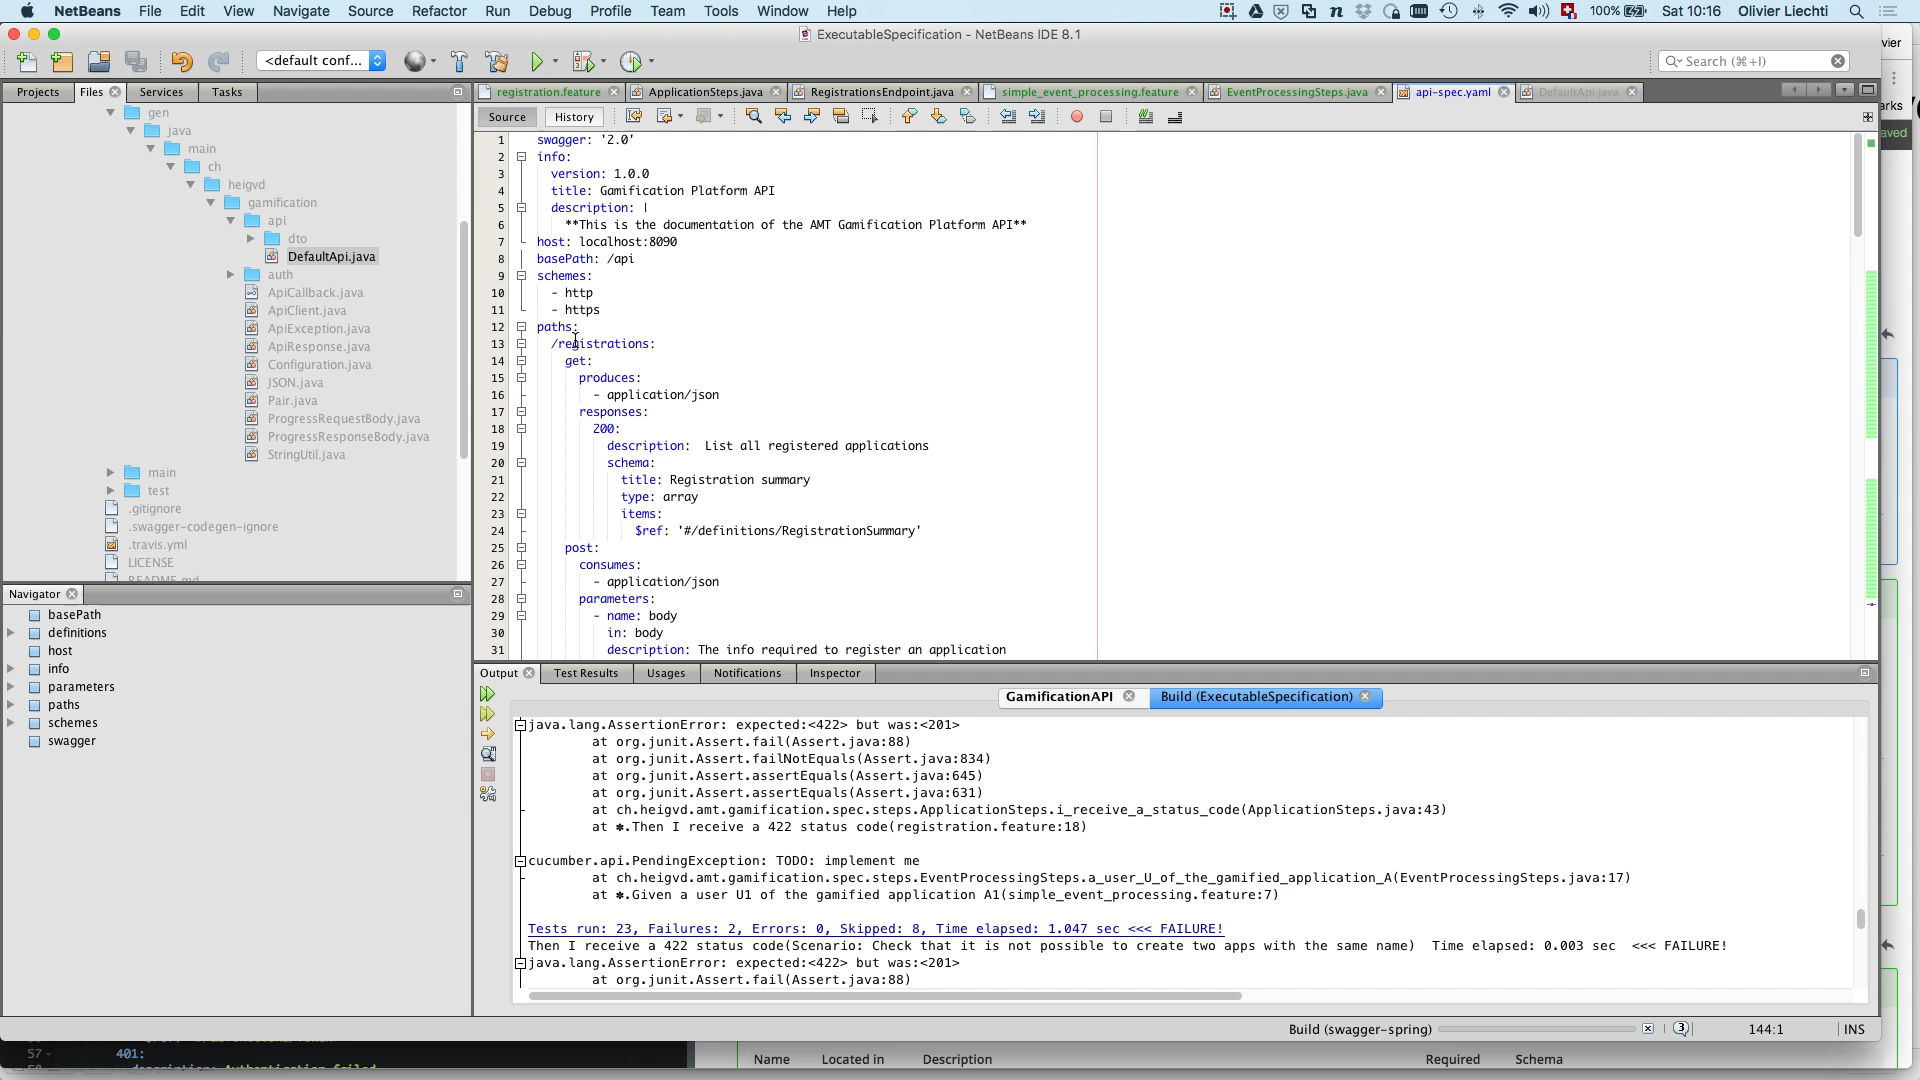 NetBeans File Edit View Navigate Source Refactor Run Debug Profile Team Tools Window Help 100% Sat 10:16 Olivier Liechti
ExecutableSpecification - NetBeans IDE 8.1
<default conf... Search (⌘+I)
Projects Files Services Tasks
registration.feature ApplicationSteps.java RegistrationsEndpoint.java simple_event_processing.feature EventProcessingSteps.java api-spec.yaml DefaultApi.java
Source History
gen
java
main
ch
heigvd
gamification
api
dto
DefaultApi.java
auth
ApiCallback.java
ApiClient.java
ApiException.java
ApiResponse.java
Configuration.java
JSON.java
Pair.java
ProgressRequestBody.java
ProgressResponseBody.java
StringUtil.java
main
test
.gitignore
.swagger-codegen-ignore
.travis.yml
LICENSE
README.md
1 swagger: '2.0'
2 info:
3 version: 1.0.0
4 title: Gamification Platform API
5 description: |
6 **This is the documentation of the AMT Gamification Platform API**
7 host: localhost:8090
8 basePath: /api
9 schemes:
10 - http
11 - https
12 paths:
13 /registrations:
14 get:
15 produces:
16 - application/json
17 responses:
18 200:
19 description: List all registered applications
20 schema:
21 title: Registration summary
22 type: array
23 items:
24 $ref: '#/definitions/RegistrationSummary'
25 post:
26 consumes:
27 - application/json
28 parameters:
29 - name: body
30 in: body
31 description: The info required to register an application
Navigator
basePath
definitions
host
info
parameters
paths
schemes
swagger
Output Test Results Usages Notifications Inspector
GamificationAPI Build (ExecutableSpecification)
java.lang.AssertionError: expected:<422> but was:<201>
at org.junit.Assert.fail(Assert.java:88)
at org.junit.Assert.failNotEquals(Assert.java:834)
at org.junit.Assert.assertEquals(Assert.java:645)
at org.junit.Assert.assertEquals(Assert.java:631)
at ch.heigvd.amt.gamification.spec.steps.ApplicationSteps.i_receive_a_status_code(ApplicationSteps.java:43)
at ✽.Then I receive a 422 status code(registration.feature:18)
cucumber.api.PendingException: TODO: implement me
at ch.heigvd.amt.gamification.spec.steps.EventProcessingSteps.a_user_U_of_the_gamified_application_A(EventProcessingSteps.java:17)
at ✽.Given a user U1 of the gamified application A1(simple_event_processing.feature:7)
Tests run: 23, Failures: 2, Errors: 0, Skipped: 8, Time elapsed: 1.047 sec <<< FAILURE!
Then I receive a 422 status code(Scenario: Check that it is not possible to create two apps with the same name) Time elapsed: 0.003 sec <<< FAILURE!
java.lang.AssertionError: expected:<422> but was:<201>
at org.junit.Assert.fail(Assert.java:88)
Build (swagger-spring) 3 144:1 INS
57 401:
Name Located in Description Required Schema